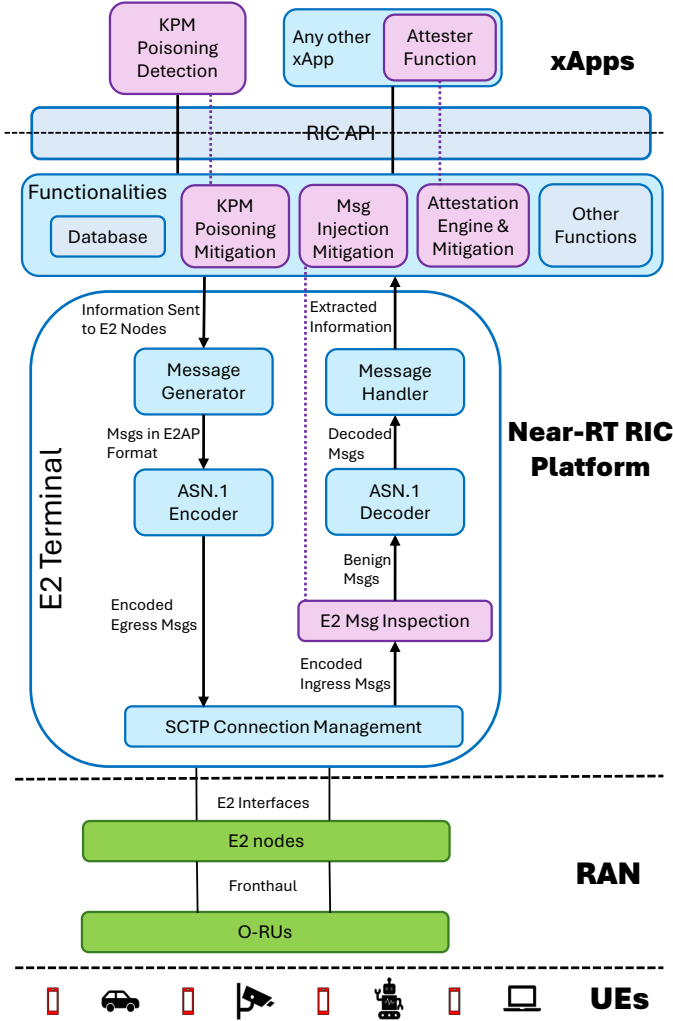 KPM
Poisoning
Detection
Any other
xApp
Attester
Function
xApps
RIC API
Functionalities
Database
KPM
Poisoning
Mitigation
Msg
Injection
Mitigation
Attestation
Engine &
Mitigation
Other
Functions
Information Sent
to E2 Nodes
Extracted
Information
Message
Generator
Message
Handler
Near-RT RIC
Platform
Msgs in E2AP
Format
Decoded
Msgs
ASN.1
Encoder
ASN.1
Decoder
E2 Terminal
Benign
Msgs
Encoded
Egress Msgs
E2 Msg Inspection
Encoded
Ingress Msgs
SCTP Connection Management
E2 Interfaces
E2 nodes
Fronthaul
RAN
O-RUs
UEs